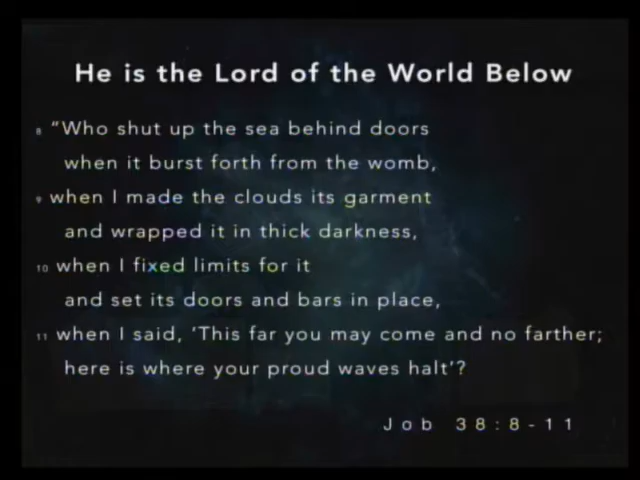 He is the Lord of the World Below
8 “Who shut up the sea behind doors
when it burst forth from the womb,
9 when I made the clouds its garment
and wrapped it in thick darkness,
10 when I fixed limits for it
and set its doors and bars in place,
11 when I said, ‘This far you may come and no farther;
here is where your proud waves halt’?
Job 38:8-11